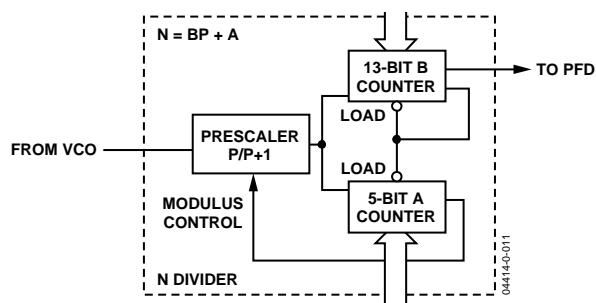 N = BP + A
13-BIT B
COUNTER
TO PFD
LOAD
PRESCALER
P/P+1
FROM VCO
LOAD
MODULUS
CONTROL
5-BIT A
COUNTER
N DIVIDER
04414-0-011